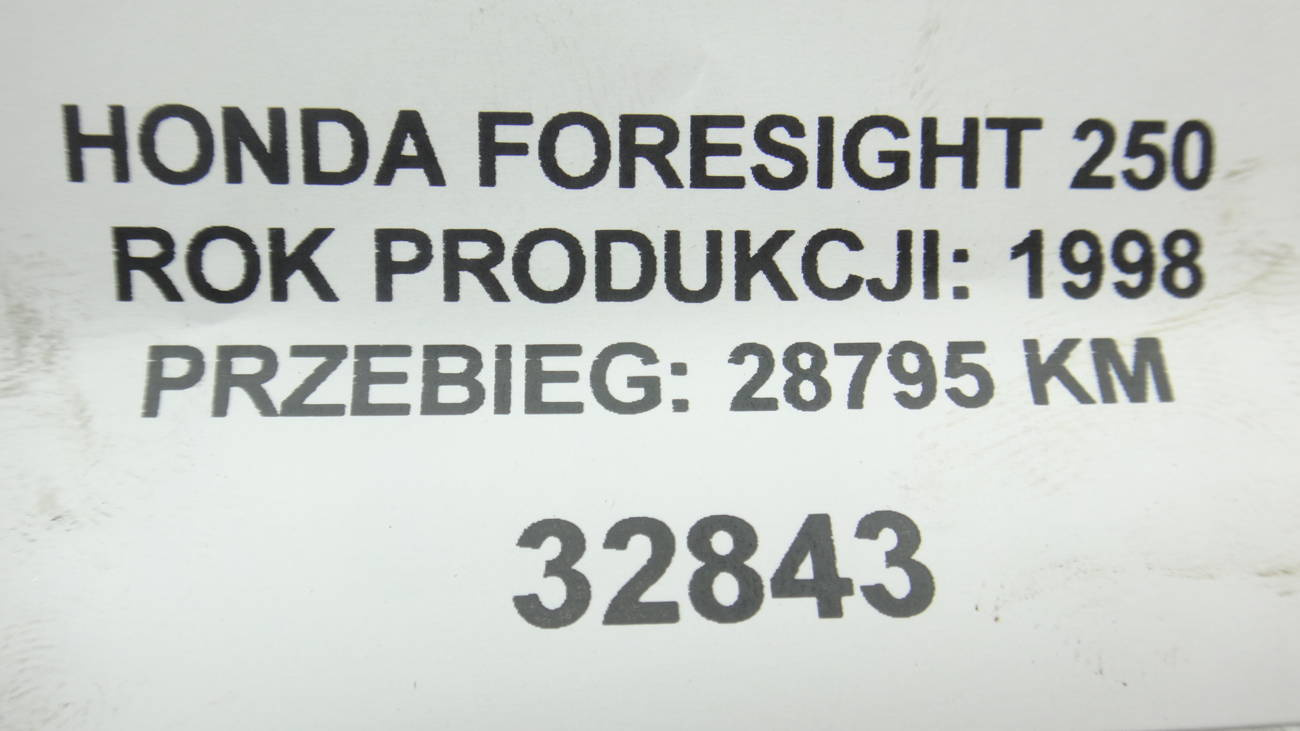 HONDA FORESIGHT 250
ROK PRODUKCJI: 1998
PRZEBIEG: 28795 KM
32843